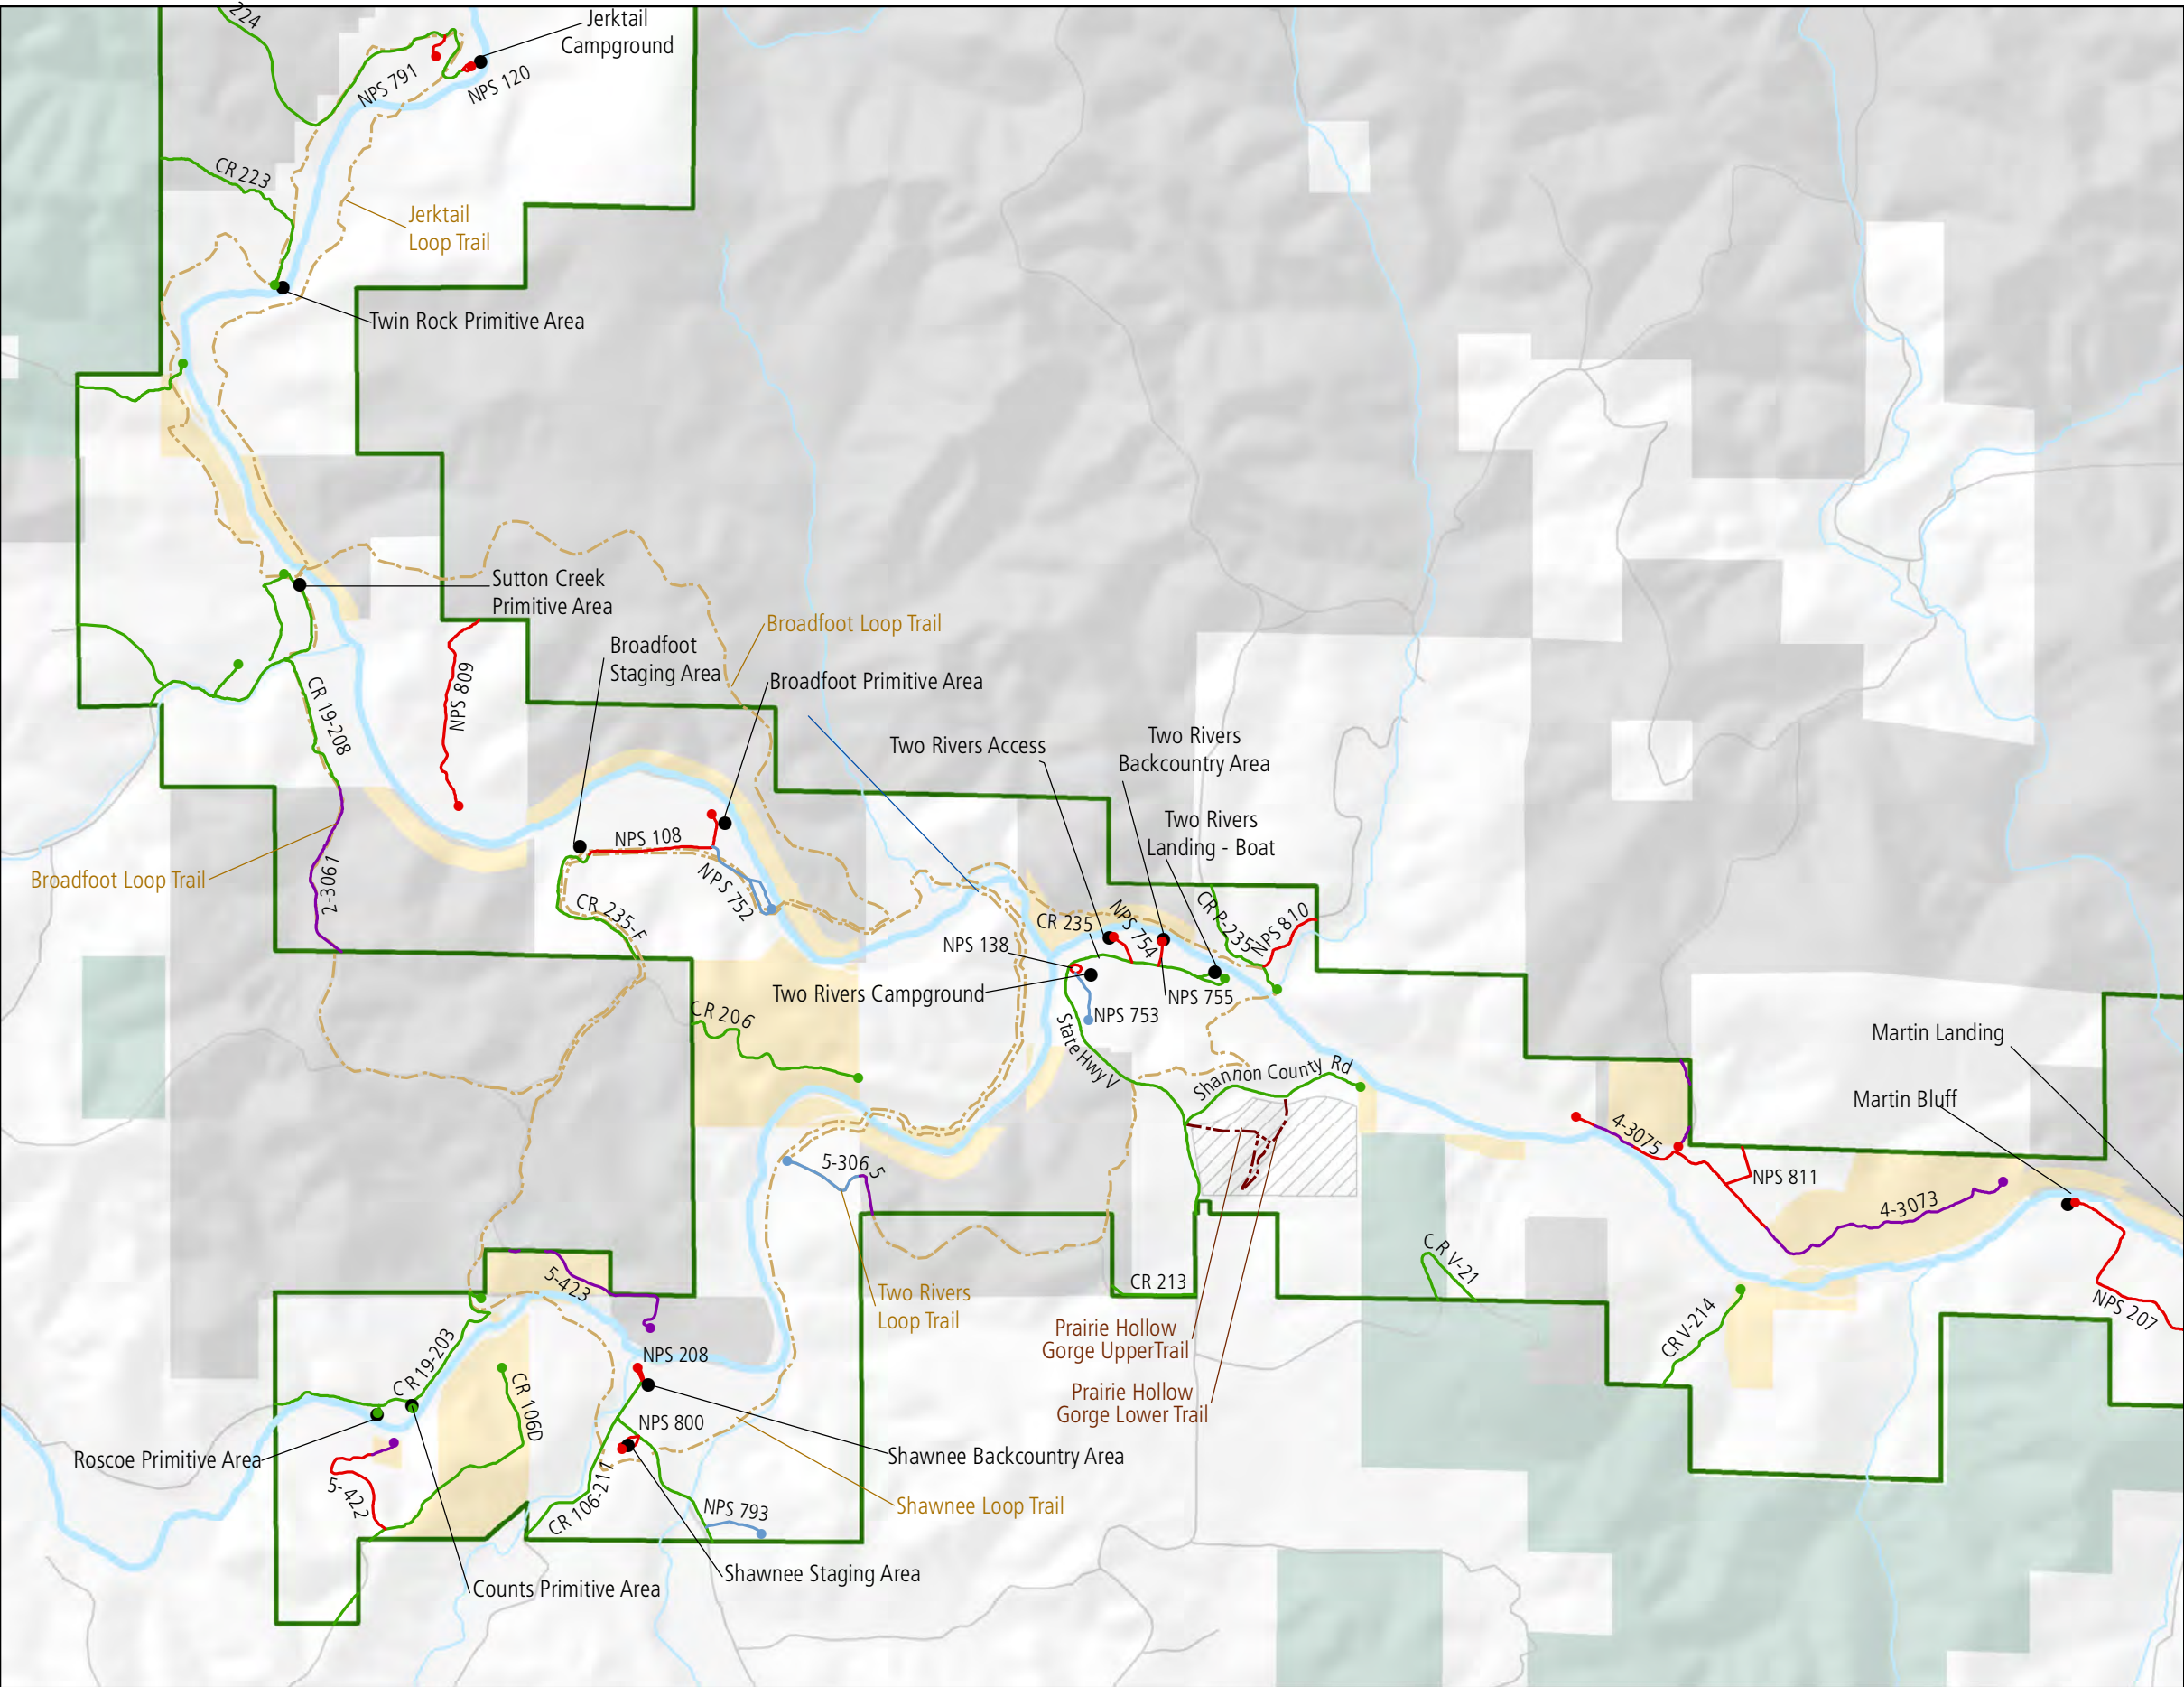 224
Jerktail
Campground
NPS 791
NPS 120
CR 223
Jerktail
Loop Trail
Twin Rock Primitive Area
Sutton Creek
Primitive Area
Broadfoot
Staging Area
Broadfoot Loop Trail
Broadfoot Primitive Area
NPS 809
CR 19-208
Two Rivers Access
Two Rivers
Backcountry Area
Two Rivers
Landing - Boat
NPS 108
NPS 752
Broadfoot Loop Trail
2-3061
CR 235-F
CR 235
NPS 754
CR P-235
NPS 810
NPS 138
Two Rivers Campground
NPS 755
NPS 753
CR 206
State Hwy V
Shannon County Rd
Martin Landing
Martin Bluff
4-3075
NPS 811
4-3073
5-3065
CR V-21
CR 213
5-423
Two Rivers
Loop Trail
Prairie Hollow
Gorge UpperTrail
CR V-214
NPS 207
CR 19-203
NPS 208
CR 106D
Prairie Hollow
Gorge Lower Trail
NPS 800
Roscoe Primitive Area
Shawnee Backcountry Area
5-422
CR 106-211
NPS 793
Shawnee Loop Trail
Counts Primitive Area
Shawnee Staging Area